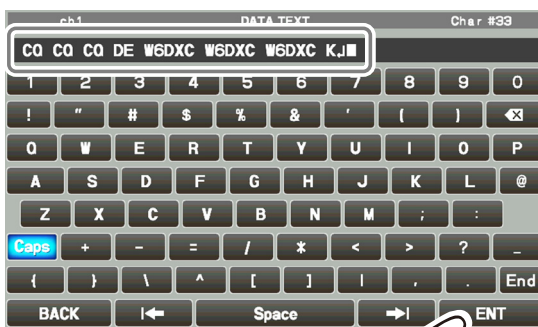 ch1 DATA TEXT Char #33
CQ CQ CQ DE W6DXC W6DXC W6DXC K↲■
1 2 3 4 5 6 7 8 9 0
! " # $ % & ' ( ) ⌫
Q W E R T Y U I O P
A S D F G H J K L @
Z X C V B N M ; :
Caps + - = / * < > ? _
{ } \ ^ [ ] | , . End
BACK |← Space →| ENT